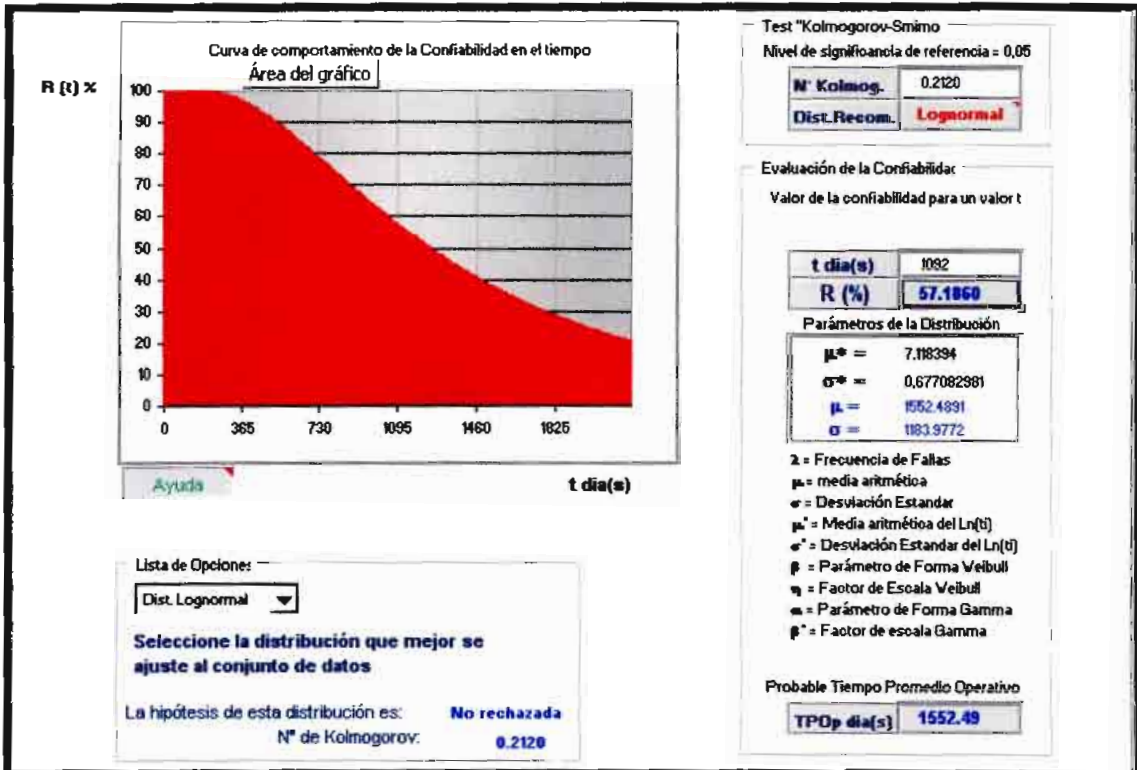 Curva de comportamiento de la Confiabilidad en el tiempo
Área del gráfico
R (t) %
100
90
80
70
60
50
40
30
20
10
0
0 365 730 1095 1460 1825
Ayuda
t dia(s)
Lista de Opciones
Dist. Lognormal
Seleccione la distribución que mejor se
ajuste al conjunto de datos
La hipótesis de esta distribución es: No rechazada
N° de Kolmogorov: 0.2120
Test "Kolmogorov-Smirno
Nivel de significancia de referencia = 0,05
N° Kolmog. 0.2120
Dist.Recom. Lognormal
Evaluación de la Confiabilidad
Valor de la confiabilidad para un valor t
t dia(s) 1092
R (%) 57.1860
Parámetros de la Distribución
μ* = 7.118394
σ* = 0,677082981
μ = 1552.4891
σ = 1183.9772
λ = Frecuencia de Fallas
μ = media aritmética
σ = Desviación Estandar
μ* = Media aritmética del Ln(ti)
σ* = Desviación Estandar del Ln(ti)
β = Parámetro de Forma Weibull
η = Factor de Escala Weibull
α = Parámetro de Forma Gamma
β* = Factor de escala Gamma
Probable Tiempo Promedio Operativo
TPOp dia(s) 1552.49